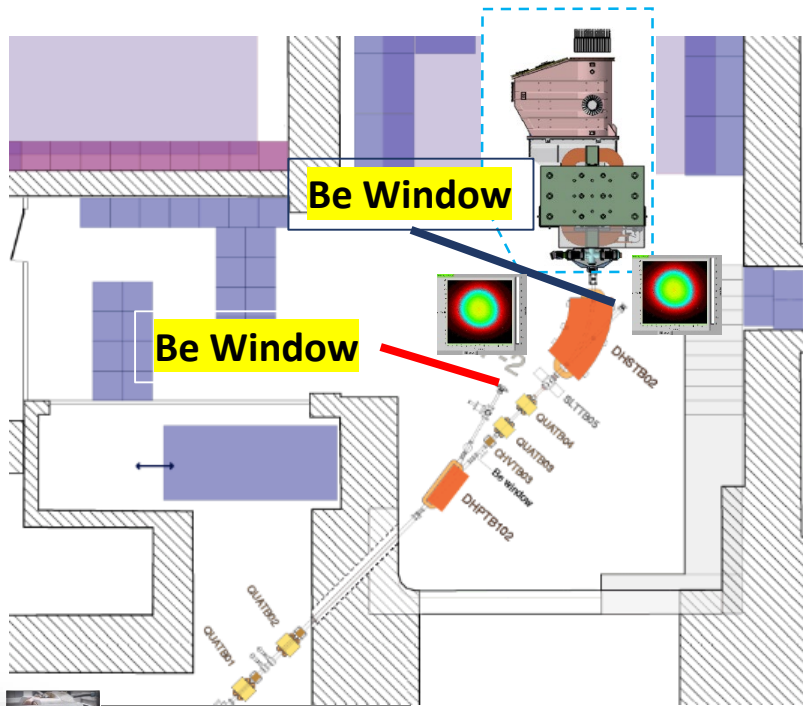 Be Window
Be Window
DHSTB02
SLTTB05
QUATB04
QUATB03
CHVTB03
Be window
DHPTB102
QUATB02
QUATB01